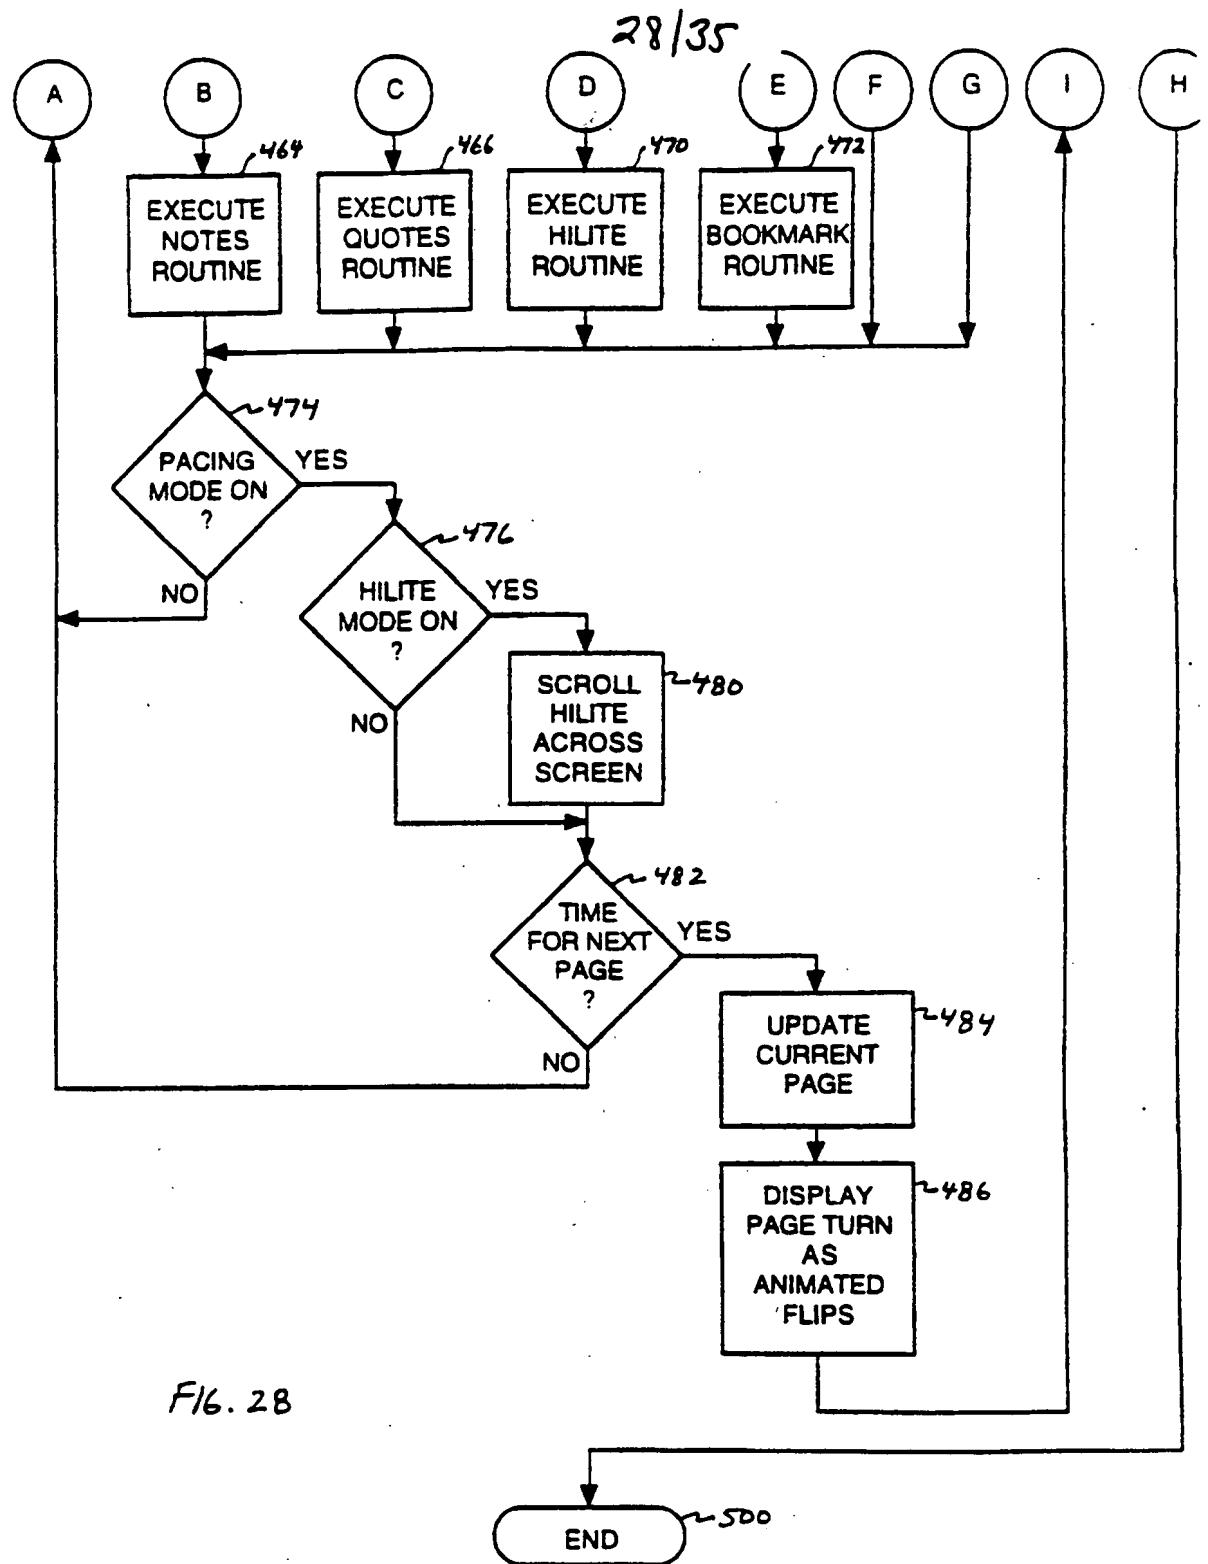 28/35
A
B
C
D
E
F
G
I
H
464
466
470
472
EXECUTE
NOTES
ROUTINE
EXECUTE
QUOTES
ROUTINE
EXECUTE
HILITE
ROUTINE
EXECUTE
BOOKMARK
ROUTINE
474
PACING
MODE ON
?
YES
NO
476
HILITE
MODE ON
?
YES
NO
480
SCROLL
HILITE
ACROSS
SCREEN
482
TIME
FOR NEXT
PAGE
?
YES
NO
484
UPDATE
CURRENT
PAGE
486
DISPLAY
PAGE TURN
AS
ANIMATED
FLIPS
FIG. 28
500
END